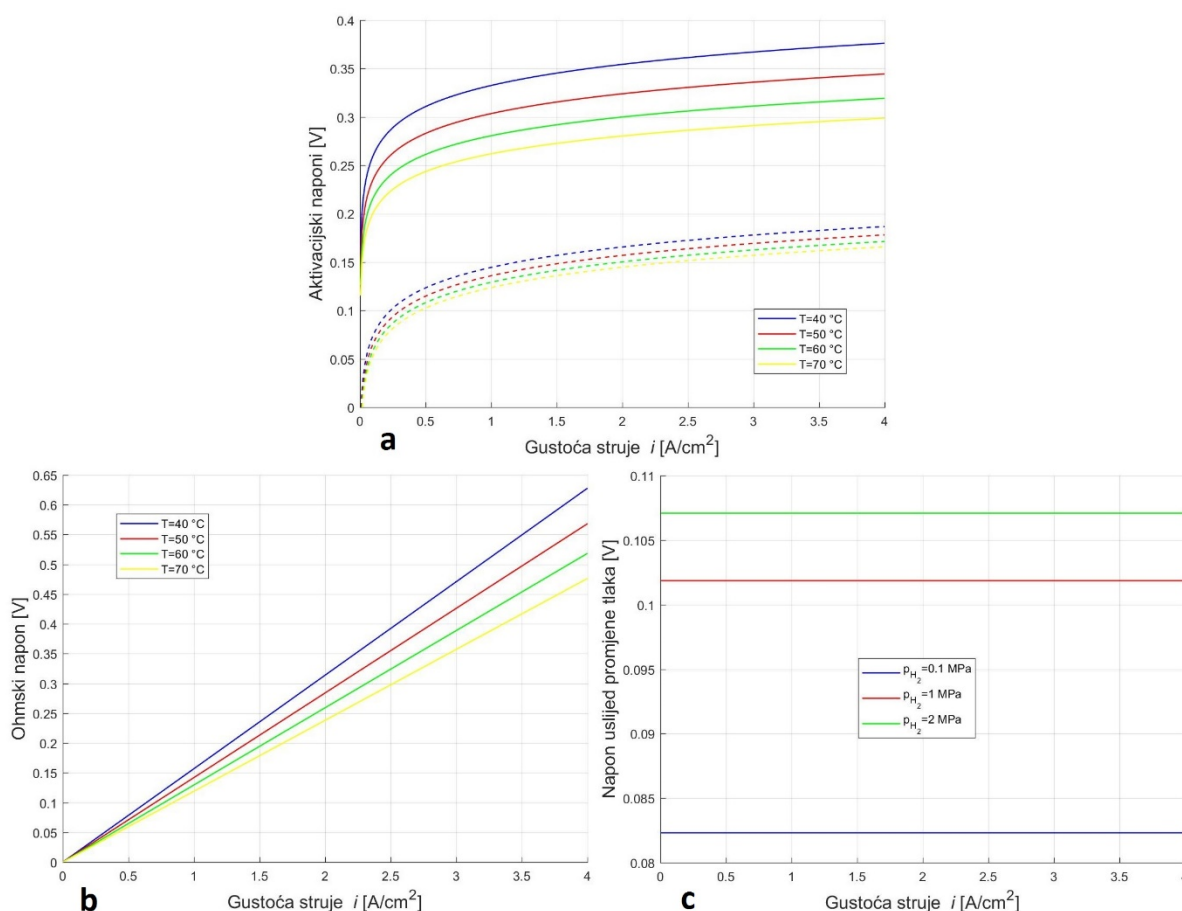 0.4
0.35
0.3
0.25
0.2
0.15
0.1
0.05
0
Aktivacijski naponi [V]
T=40 °C
T=50 °C
T=60 °C
T=70 °C
0 0.5 1 1.5 2 2.5 3 3.5 4
a Gustoća struje i [A/cm²]
0.65
0.6
0.55
0.5
0.45
0.4
0.35
0.3
0.25
0.2
0.15
0.1
0.05
0
Ohmski napon [V]
T=40 °C
T=50 °C
T=60 °C
T=70 °C
0 0.5 1 1.5 2 2.5 3 3.5 4
b Gustoća struje i [A/cm²]
0.11
0.105
0.1
0.095
0.09
0.085
0.08
Napon uslijed promjene tlaka [V]
p_H₂=0.1 MPa
p_H₂=1 MPa
p_H₂=2 MPa
0 0.5 1 1.5 2 2.5 3 3.5 4
c Gustoća struje i [A/cm²]